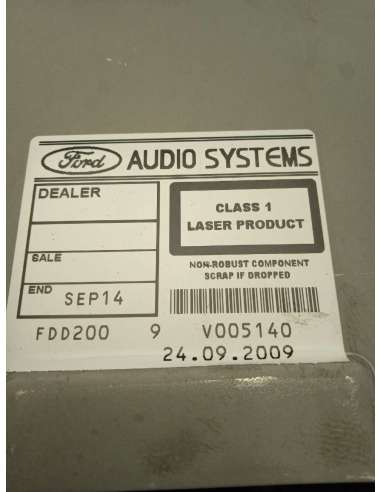 Ford AUDIO SYSTEMS
DEALER
CLASS 1
LASER PRODUCT
SALE
NON-ROBUST COMPONENT
SCRAP IF DROPPED
END SEP14
FDD200 9 V005140
24.09.2009